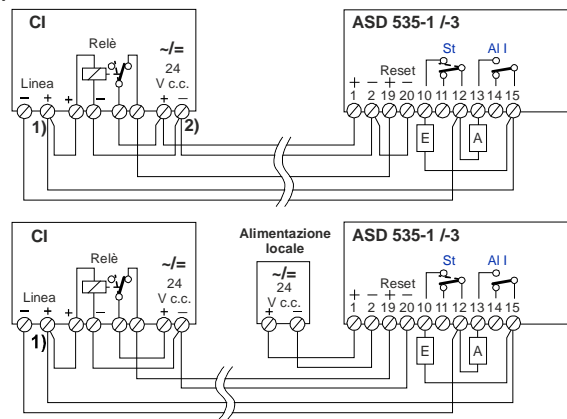 CI
Relè
~/=
24
V c.c.
Linea
– + + – + –
1)
2)
ASD 535-1 /-3
St
Al I
Reset
+ – + –
1 2 19 20 10 11 12 13 14 15
E
A
CI
Relè
~/=
24
V c.c.
Linea
– + + – + –
1)
Alimentazione
locale
~/=
24
V c.c.
+ –
ASD 535-1 /-3
St
Al I
Reset
+ – + –
1 2 19 20 10 11 12 13 14 15
E
A